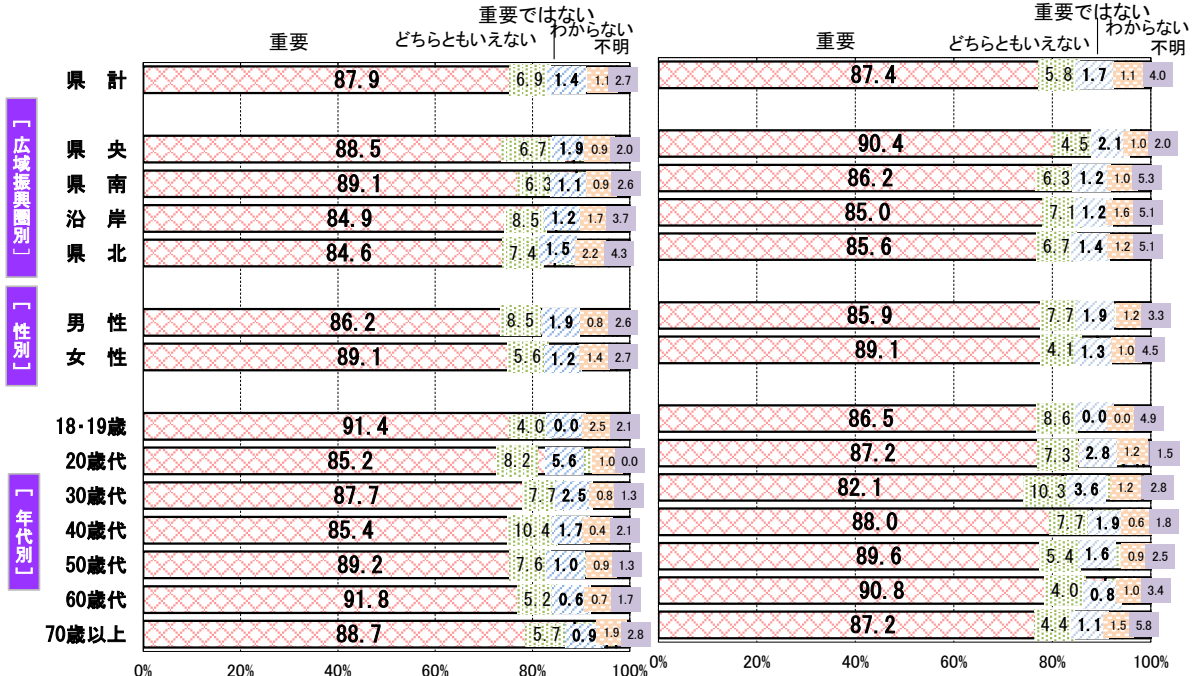 重要ではない 重要ではない
わからない わからない
重要 どちらともいえない 不明 重要 どちらともいえない 不明
県 計 87.9 6.9 1.4 1.1 2.7 87.4 5.8 1.7 1.1 4.0
[広域振興圏別]
県 央 88.5 6.7 1.9 0.9 2.0 90.4 4.5 2.1 1.0 2.0
県 南 89.1 6.3 1.1 0.9 2.6 86.2 6.3 1.2 1.0 5.3
沿 岸 84.9 8.5 1.2 1.7 3.7 85.0 7.1 1.2 1.6 5.1
県 北 84.6 7.4 1.5 2.2 4.3 85.6 6.7 1.4 1.2 5.1
[性別]
男 性 86.2 8.5 1.9 0.8 2.6 85.9 7.7 1.9 1.2 3.3
女 性 89.1 5.6 1.2 1.4 2.7 89.1 4.1 1.3 1.0 4.5
18・19歳 91.4 4.0 0.0 2.5 2.1 86.5 8.6 0.0 0.0 4.9
20歳代 85.2 8.2 5.6 1.0 0.0 87.2 7.3 2.8 1.2 1.5
[年代別]
30歳代 87.7 7.7 2.5 0.8 1.3 82.1 10.3 3.6 1.2 2.8
40歳代 85.4 10.4 1.7 0.4 2.1 88.0 7.7 1.9 0.6 1.8
50歳代 89.2 7.6 1.0 0.9 1.3 89.6 5.4 1.6 0.9 2.5
60歳代 91.8 5.2 0.6 0.7 1.7 90.8 4.0 0.8 1.0 3.4
70歳以上 88.7 5.7 0.9 1.9 2.8 87.2 4.4 1.1 1.5 5.8
0% 20% 40% 60% 80% 100% 0% 20% 40% 60% 80% 100%